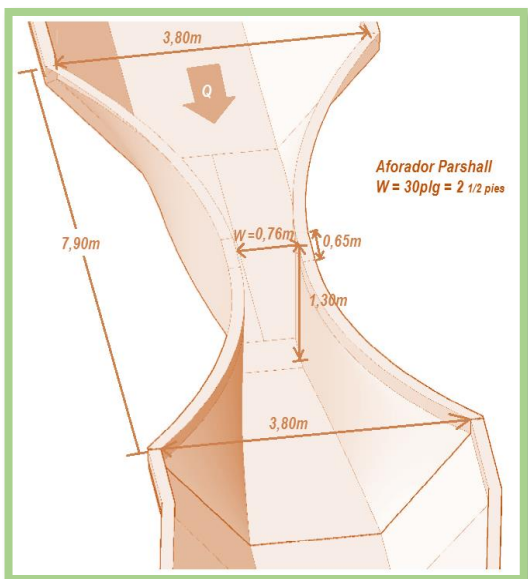 3,80m
Q
Aforador Parshall
W = 30plg = 2 1/2 pies
W=0,76m
0,65m
7,90m
1,30m
3,80m